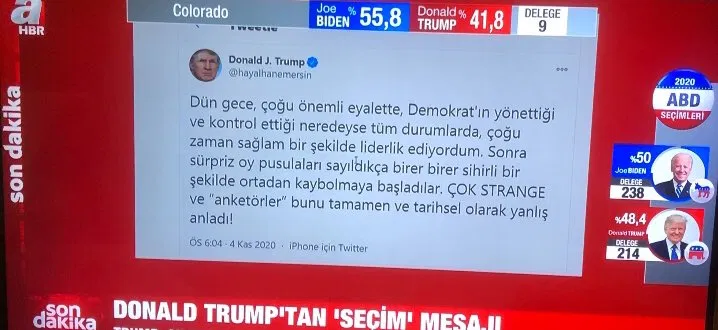 a
HBR
Colorado
Joe
BIDEN
% 55,8
Donald
TRUMP
% 41,8
DELEGE
9
Donald J. Trump
@hayalhanemersin
Dün gece, çoğu önemli eyalette, Demokrat'ın yönettiği
ve kontrol ettiği neredeyse tüm durumlarda, çoğu
zaman sağlam bir şekilde liderlik ediyordum. Sonra
sürpriz oy pusulaları sayıldıkça birer birer sihirli bir
şekilde ortadan kaybolmaya başladılar. ÇOK STRANGE
ve "anketörler" bunu tamamen ve tarihsel olarak yanlış
anladı!
ÖS 6:04 · 4 Kas 2020 · iPhone için Twitter
son dakika
2020
ABD
SEÇİMLERİ
%50
Joe BIDEN
DELEGE
238
%48,4
Donald TRUMP
DELEGE
214
son
dakika
DONALD TRUMP'TAN 'SEÇİM' MESAJI